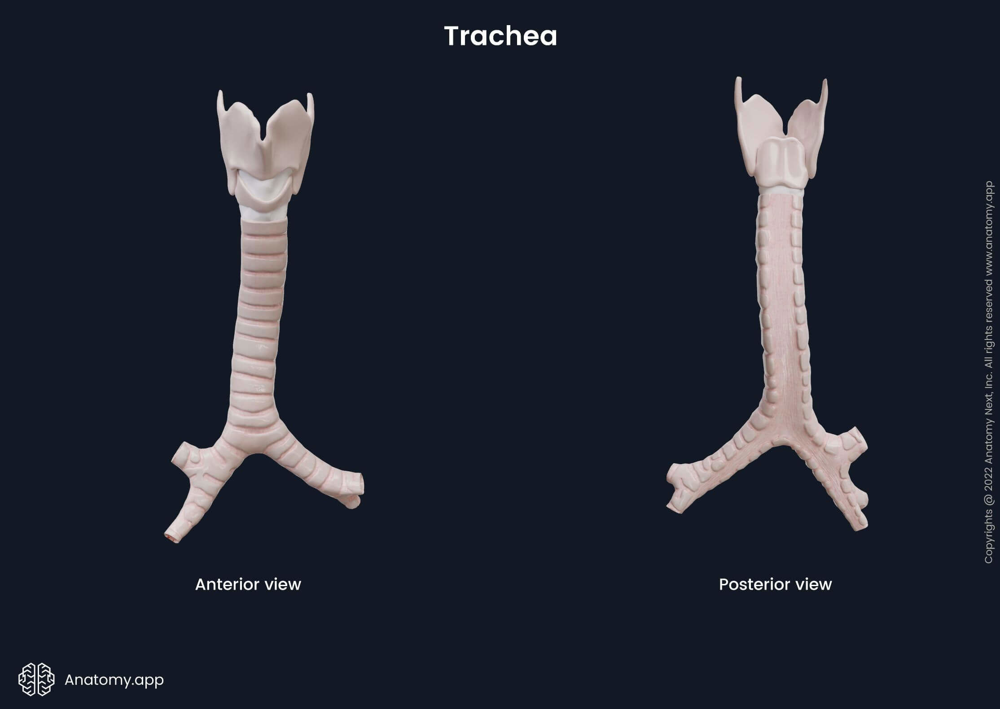 Trachea
Anterior view
Posterior view
Copyrights @ 2022 Anatomy Next, Inc. All rights reserved www.anatomy.app
Anatomy.app